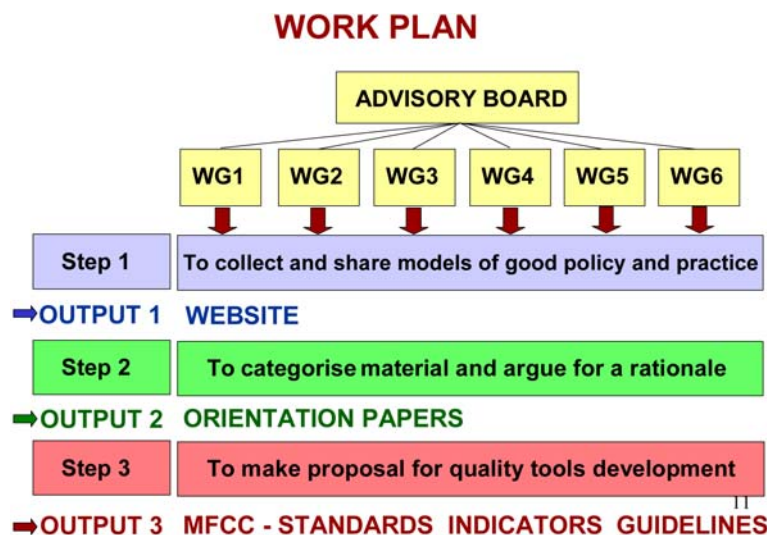 WORK PLAN
ADVISORY BOARD
WG1 WG2 WG3 WG4 WG5 WG6
Step 1 To collect and share models of good policy and practice
OUTPUT 1 WEBSITE
Step 2 To categorise material and argue for a rationale
OUTPUT 2 ORIENTATION PAPERS
Step 3 To make proposal for quality tools development
11
OUTPUT 3 MFCC - STANDARDS INDICATORS GUIDELINES